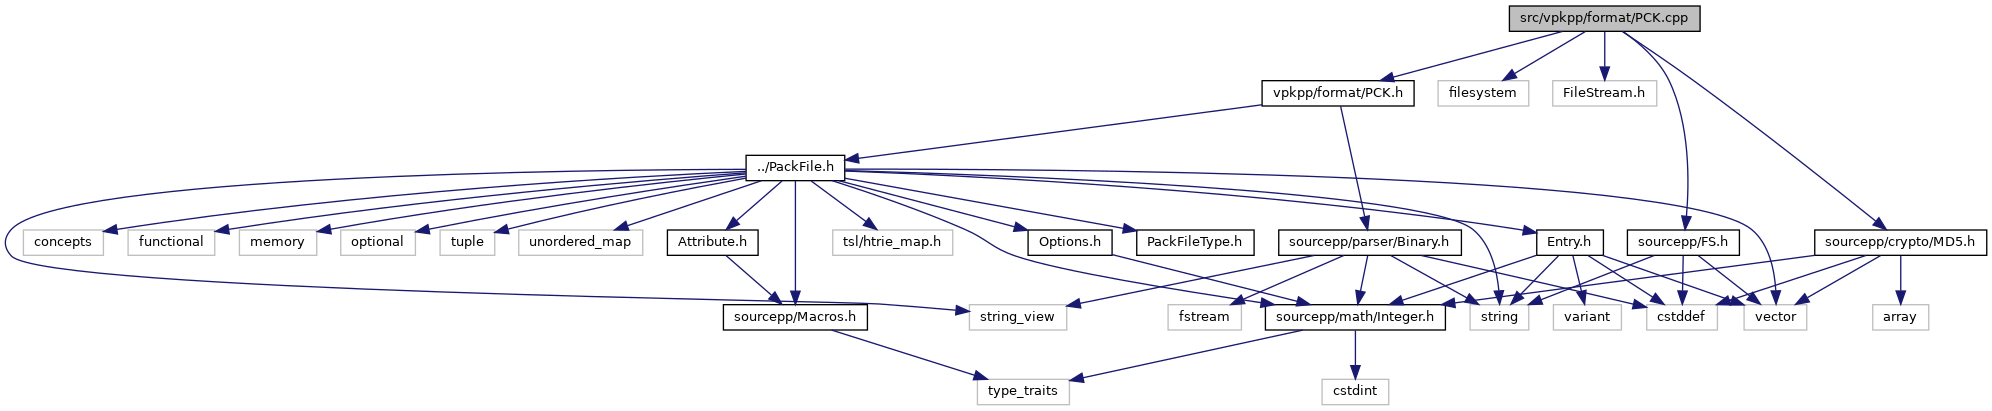 src/vpkpp/format/PCK.cpp
vpkpp/format/PCK.h
filesystem
FileStream.h
../PackFile.h
concepts
functional
memory
optional
tuple
unordered_map
Attribute.h
tsl/htrie_map.h
Options.h
PackFileType.h
sourcepp/parser/Binary.h
Entry.h
sourcepp/FS.h
sourcepp/crypto/MD5.h
sourcepp/Macros.h
string_view
fstream
sourcepp/math/Integer.h
string
variant
cstddef
vector
array
type_traits
cstdint